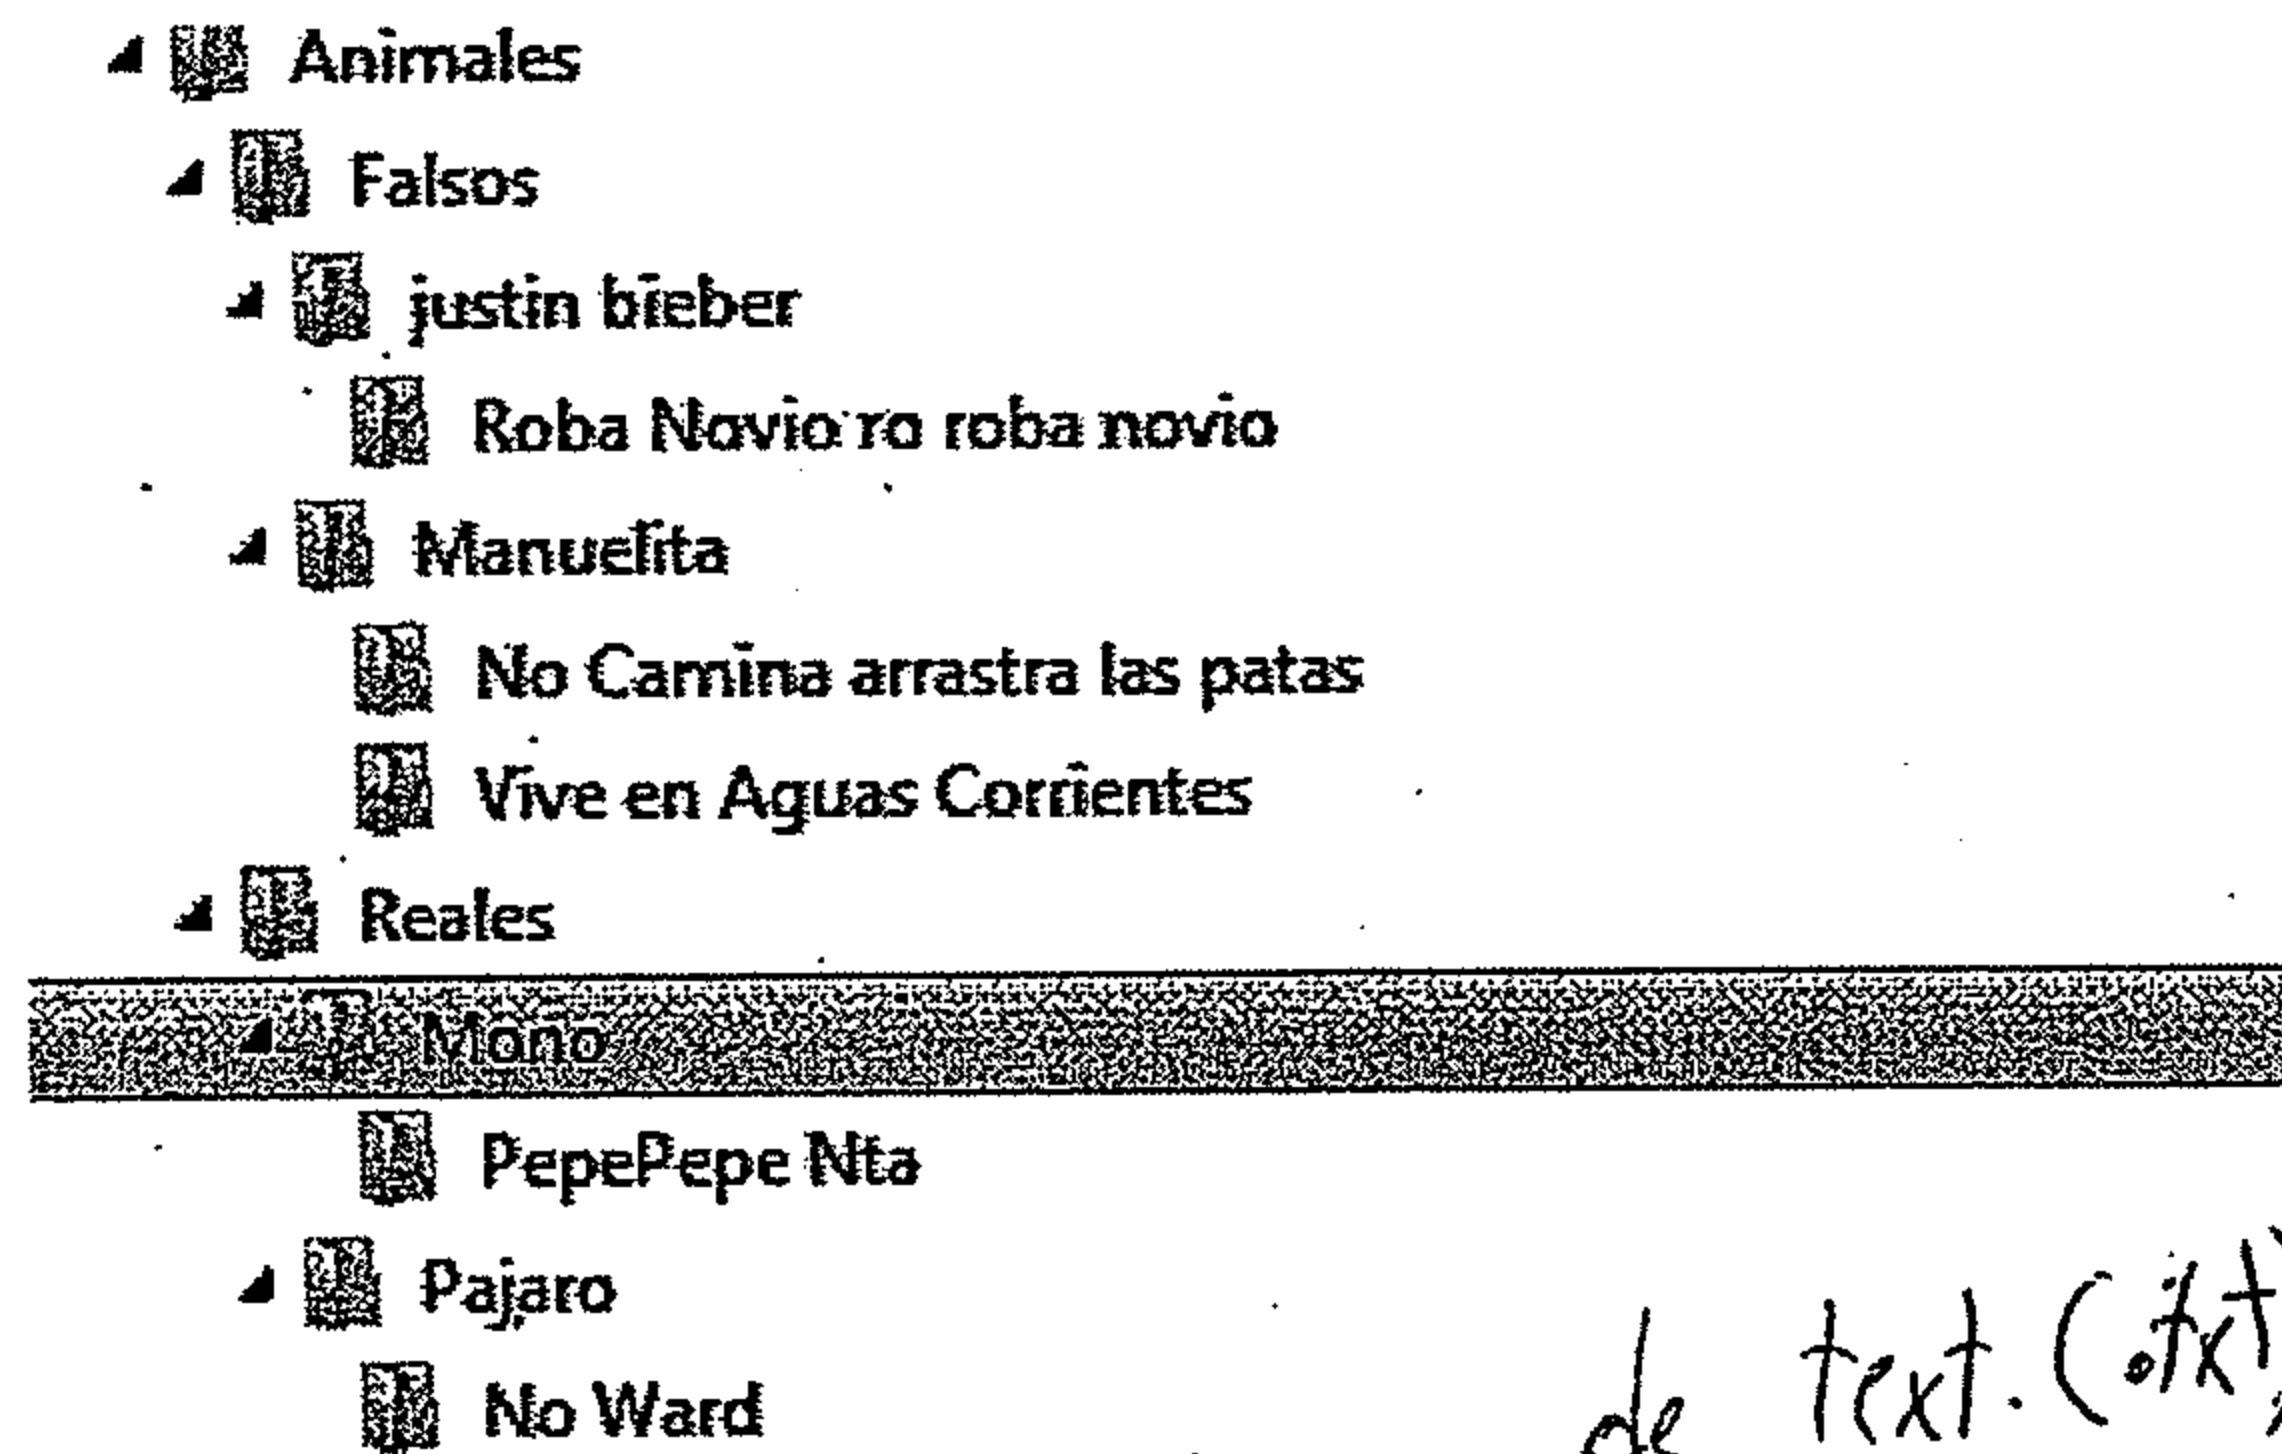 Animales
Falsos
justin bieber
Roba Novio ro roba novio
Manuelita
No Camina arrastra las patas
Vive en Aguas Corrientes
Reales
Mono
PepePepe Nta
Pajaro
No Ward
de text. (.txt)